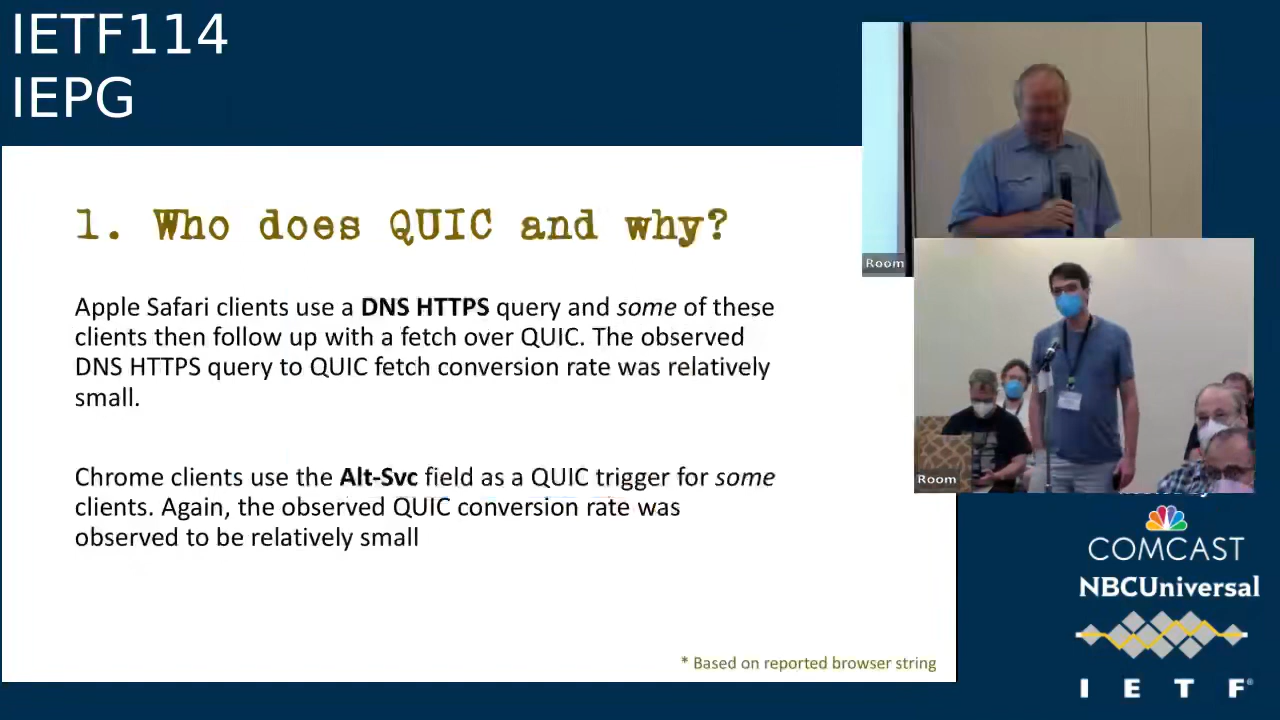 IETF114
IEPG
1. Who does QUIC and why?
Apple Safari clients use a DNS HTTPS query and some of these
clients then follow up with a fetch over QUIC. The observed
DNS HTTPS query to QUIC fetch conversion rate was relatively
small.
Chrome clients use the Alt-Svc field as a QUIC trigger for some
clients. Again, the observed QUIC conversion rate was
observed to be relatively small
* Based on reported browser string
Room
Room
COMCAST
NBCUniversal
I E T F®